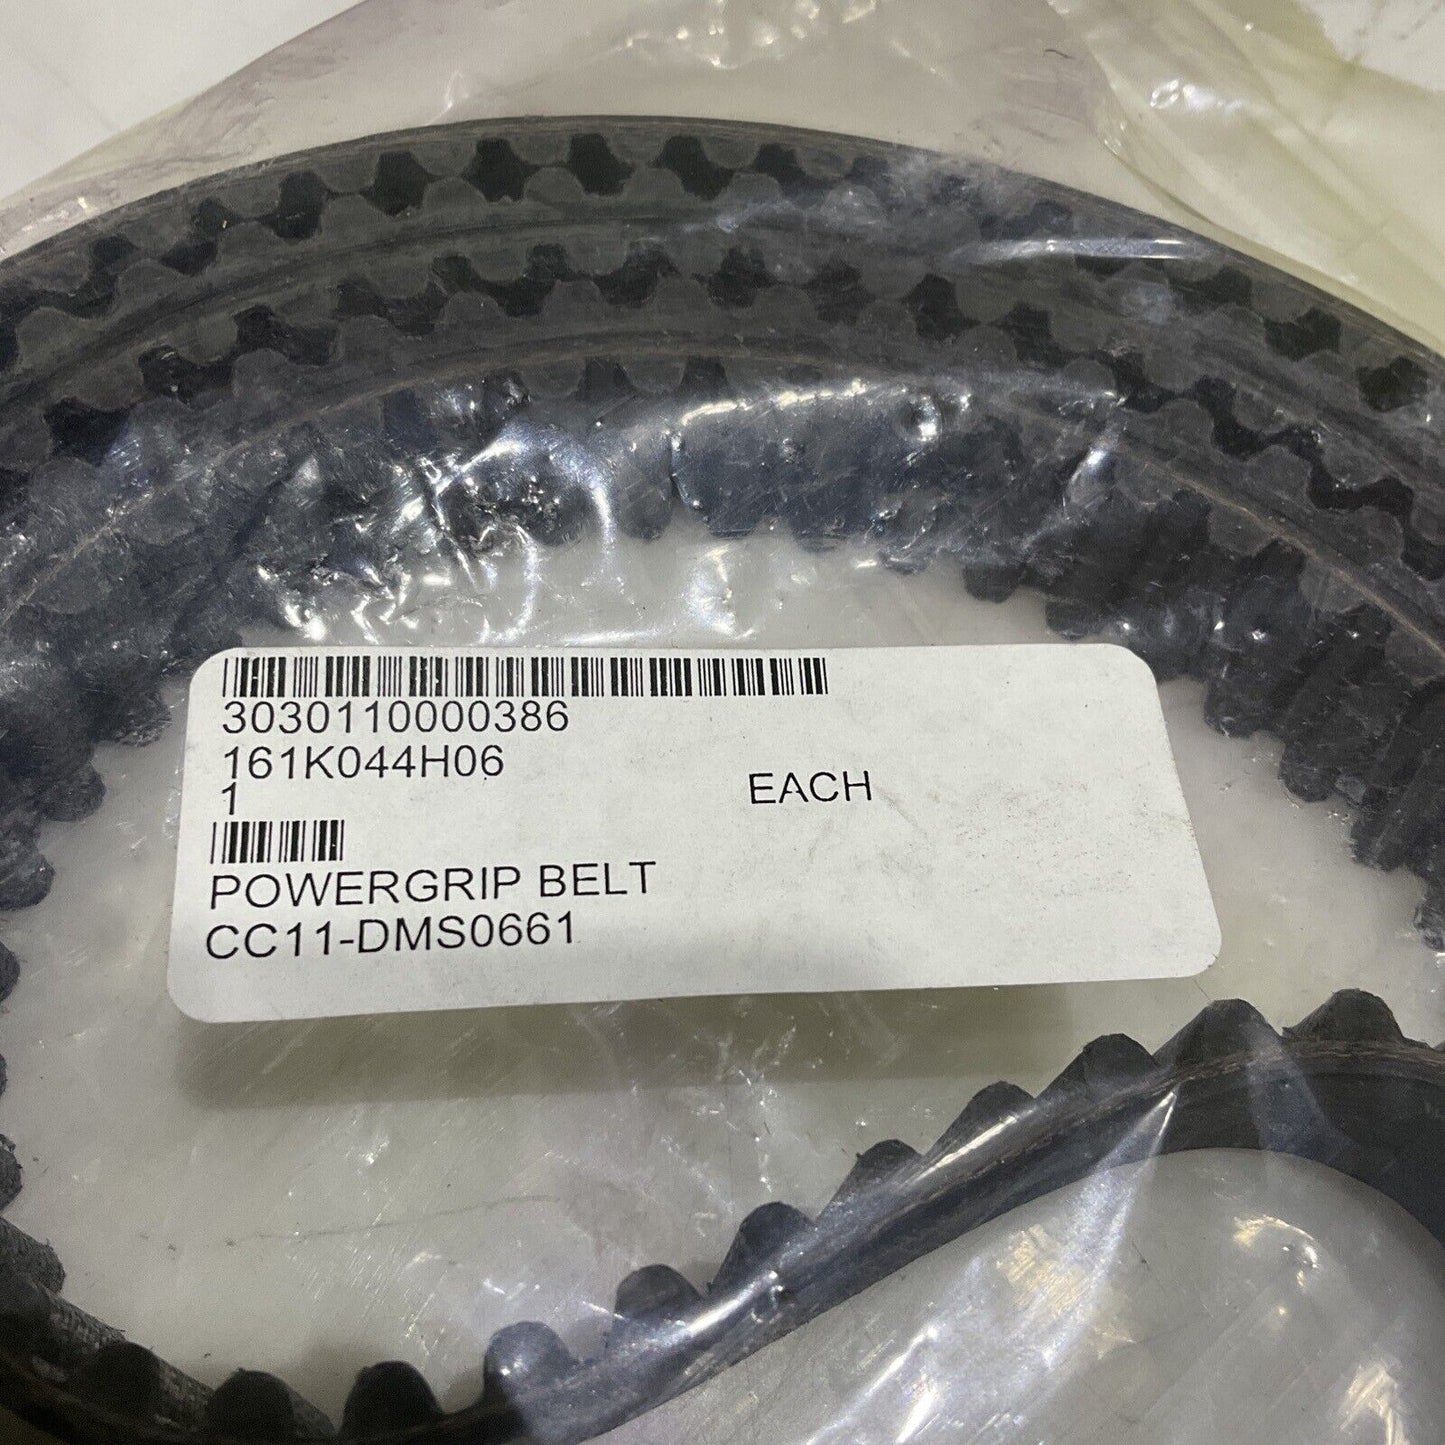 3030110000386
161K044H06
1 EACH
POWERGRIP BELT
CC11-DMS0661